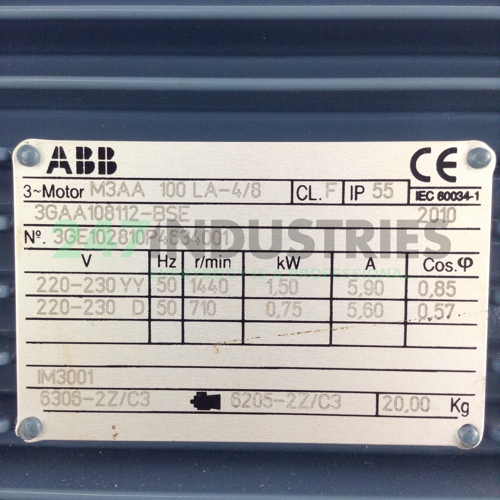 ABB CE
3~Motor M3AA 100 LA-4/8 CL. F IP 55 IEC 60034-1
3GAA108112-BSE 2010
Nº. 3GE102810P4634001
247 INDUSTRIES
V Hz r/min kW A Cos.φ
220-230 YY 50 1440 1,50 5,90 0,85
220-230 D 50 710 0,75 5,60 0,57
IM3001
6306-2Z/C3 6205-2Z/C3 20,00 Kg